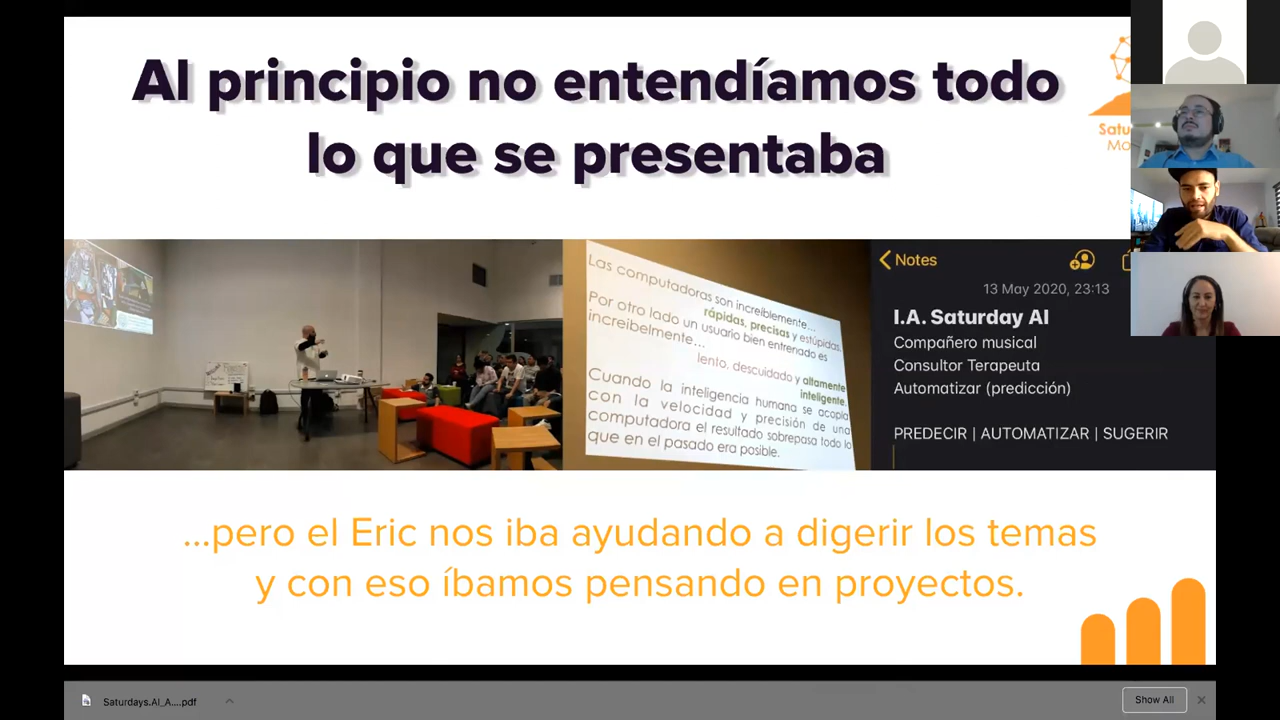 Al principio no entendíamos todo
lo que se presentaba
Las computadoras son increiblemente...
rápidas, precisas y estúpidas.
Por otro lado un usuario bien entrenado es
increibelmente...
lento, descuidado y altamente
inteligente.
Cuando la inteligencia humana se acopla
con la velocidad y precisión de una
computadora el resultado sobrepasa todo lo
que en el pasado era posible.
Notes
13 May 2020, 23:13
I.A. Saturday AI
Compañero musical
Consultor Terapeuta
Automatizar (predicción)
PREDECIR | AUTOMATIZAR | SUGERIR
...pero el Eric nos iba ayudando a digerir los temas
y con eso íbamos pensando en proyectos.
Saturdays.AI_A....pdf
Show All